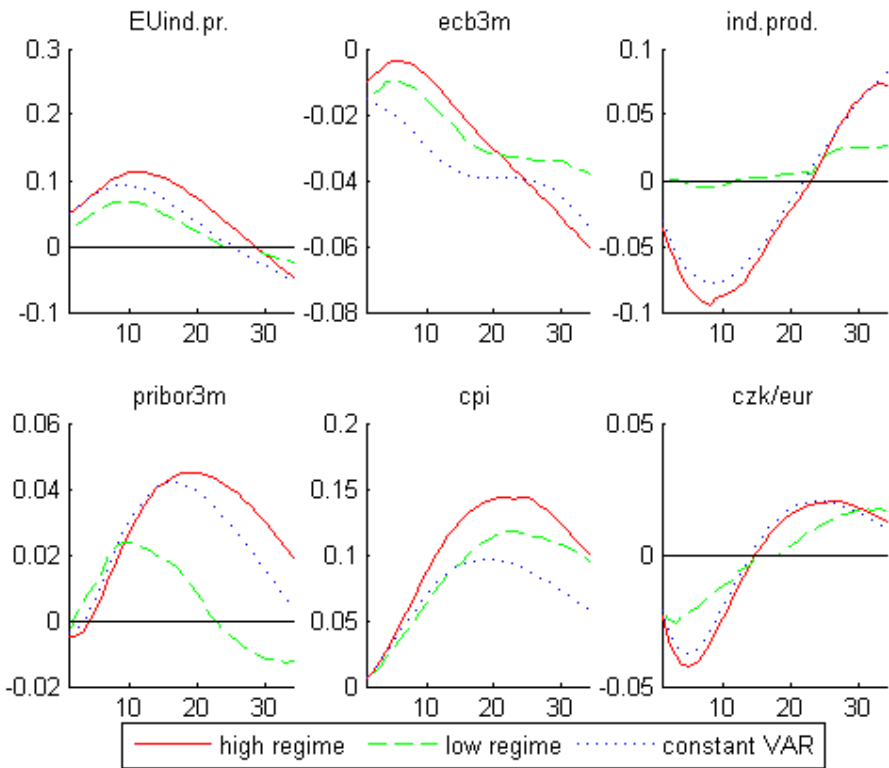 EUind.pr. ecb3m ind.prod.
0.3 0 0.1
0.2 -0.02 0.05
0.1 -0.04 0
0 -0.06 -0.05
-0.1 -0.08 -0.1
10 20 30 10 20 30 10 20 30
pribor3m cpi czk/eur
0.06 0.2 0.05
0.04 0.15
0.02 0.1 0
0 0.05
-0.02 0 -0.05
10 20 30 10 20 30 10 20 30
high regime low regime constant VAR